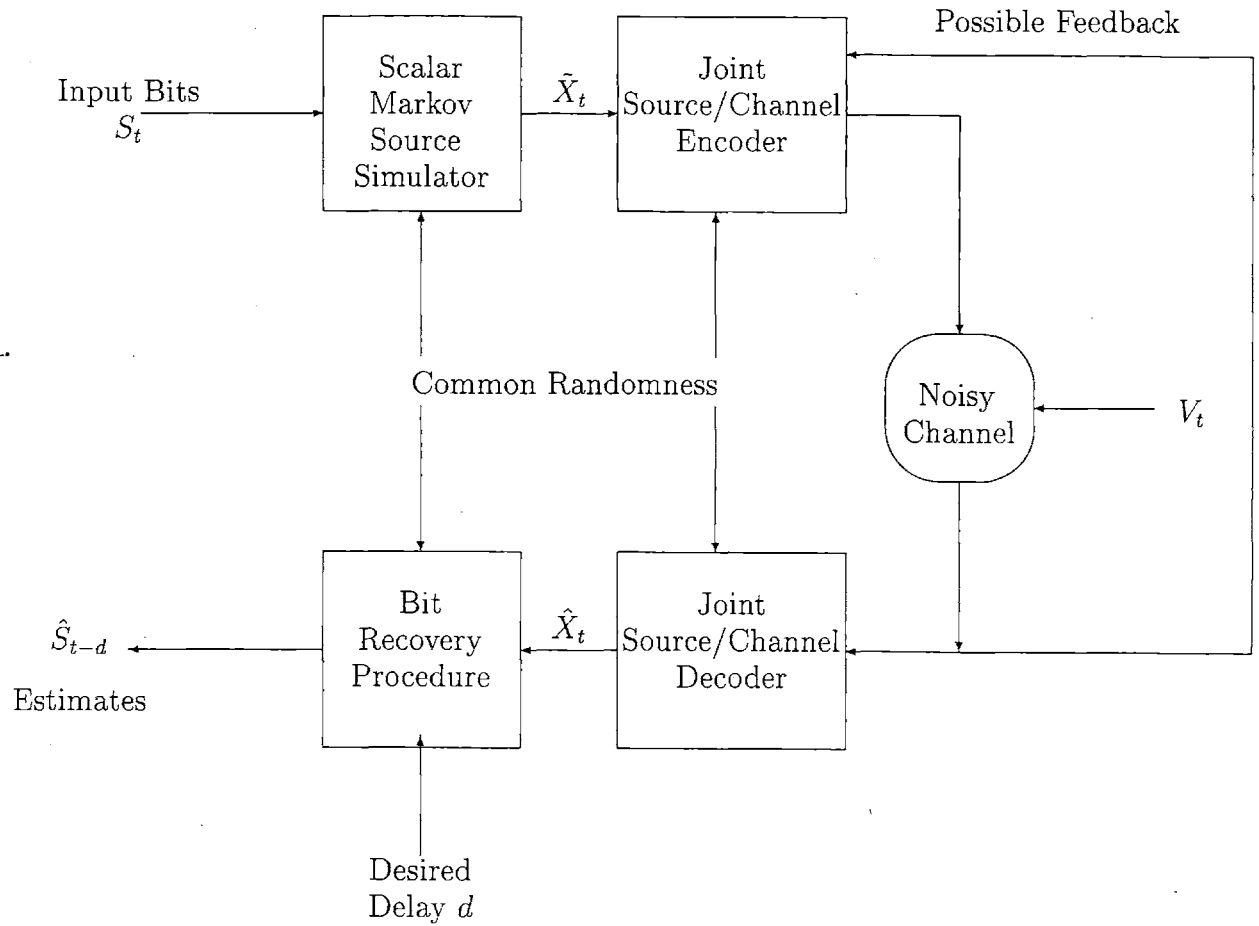 Possible Feedback
Input Bits
S_t
Scalar
Markov
Source
Simulator
X̃_t
Joint
Source/Channel
Encoder
Common Randomness
Noisy
Channel
V_t
Ŝ_{t−d}
Estimates
Bit
Recovery
Procedure
X̂_t
Joint
Source/Channel
Decoder
Desired
Delay d